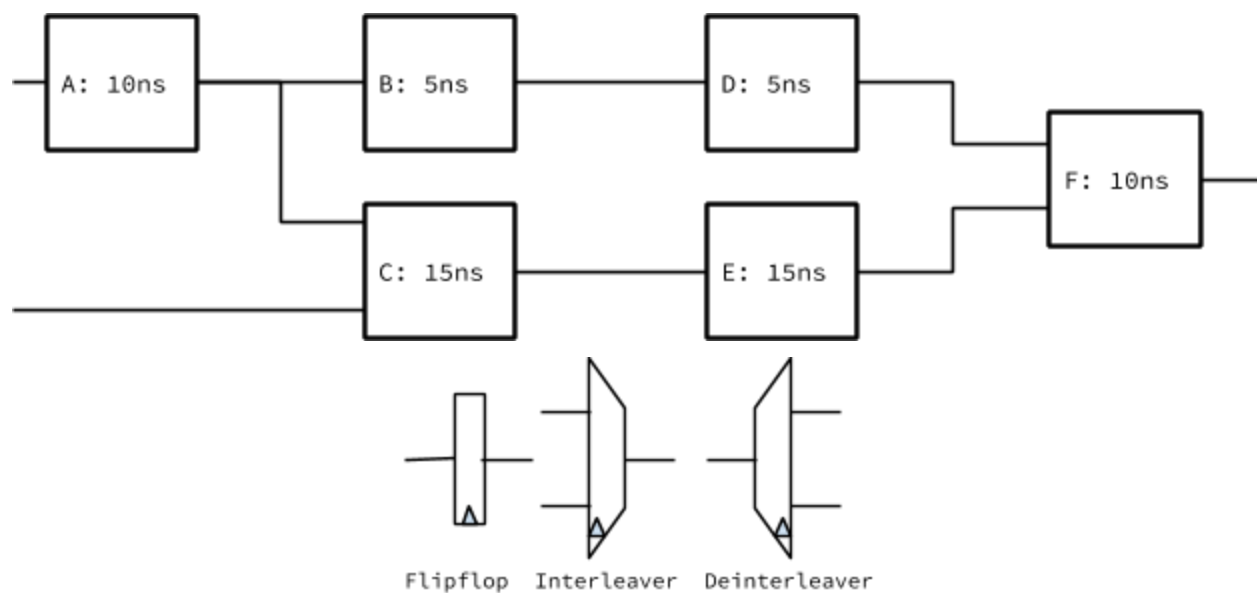 A: 10ns
B: 5ns
D: 5ns
F: 10ns
C: 15ns
E: 15ns
Flipflop
Interleaver
Deinterleaver